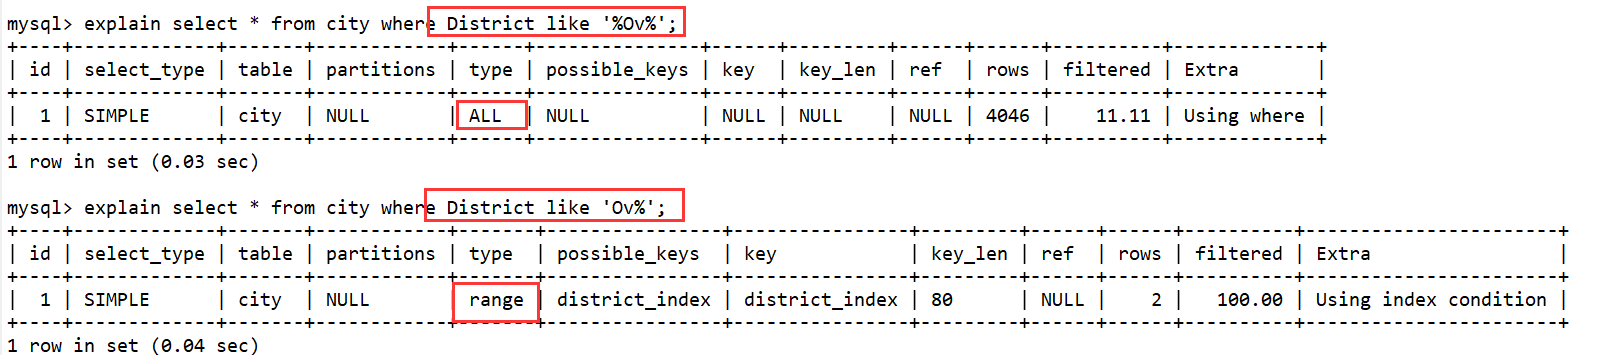 mysql> explain select * from city where District like '%Ov%';
+----+-------------+-------+------------+------+---------------+------+---------+------+------+----------+-------------+
| id | select_type | table | partitions | type | possible_keys | key  | key_len | ref  | rows | filtered | Extra       |
+----+-------------+-------+------------+------+---------------+------+---------+------+------+----------+-------------+
|  1 | SIMPLE      | city  | NULL       | ALL  | NULL          | NULL | NULL    | NULL | 4046 |    11.11 | Using where |
+----+-------------+-------+------------+------+---------------+------+---------+------+------+----------+-------------+
1 row in set (0.03 sec)
mysql> explain select * from city where District like 'Ov%';
+----+-------------+-------+------------+-------+----------------+----------------+---------+------+------+----------+-----------------------+
| id | select_type | table | partitions | type  | possible_keys  | key            | key_len | ref  | rows | filtered | Extra                 |
+----+-------------+-------+------------+-------+----------------+----------------+---------+------+------+----------+-----------------------+
|  1 | SIMPLE      | city  | NULL       | range | district_index | district_index | 80      | NULL |    2 |   100.00 | Using index condition |
+----+-------------+-------+------------+-------+----------------+----------------+---------+------+------+----------+-----------------------+
1 row in set (0.04 sec)